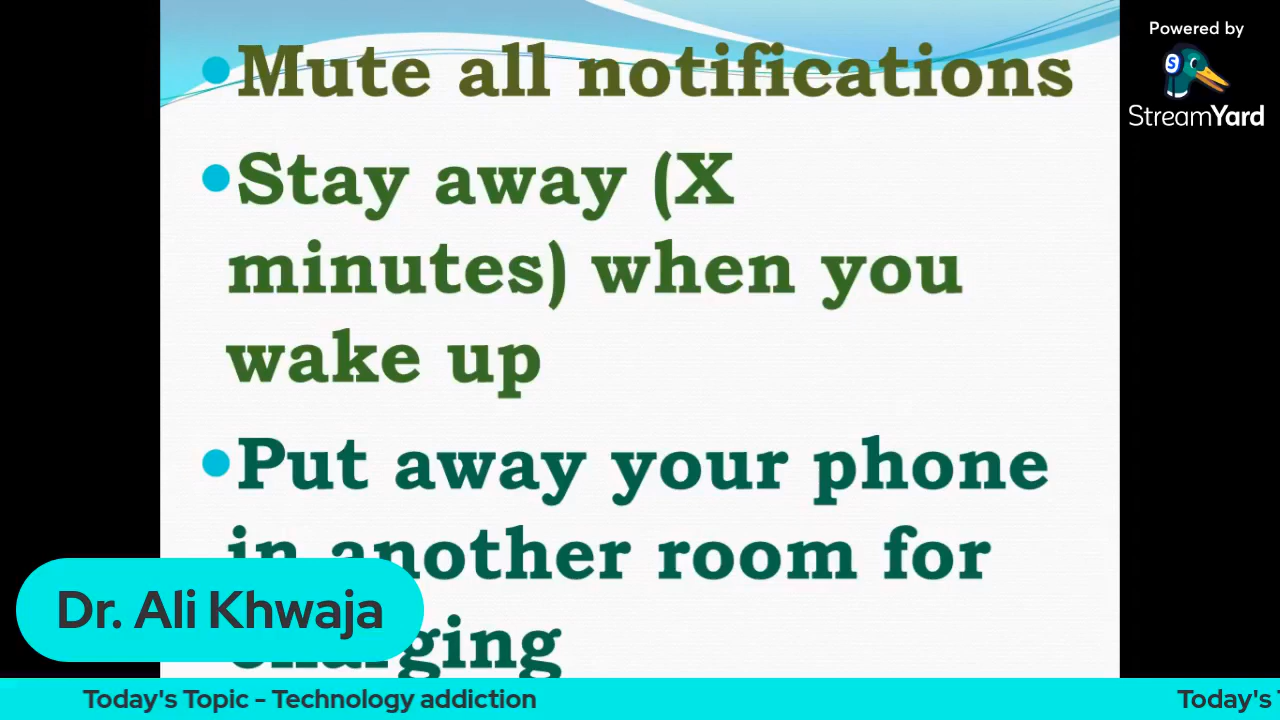 Powered by
StreamYard
•Mute all notifications
•Stay away (X
minutes) when you
wake up
•Put away your phone
in another room for
charging
Dr. Ali Khwaja
Today's Topic - Technology addiction
Today's